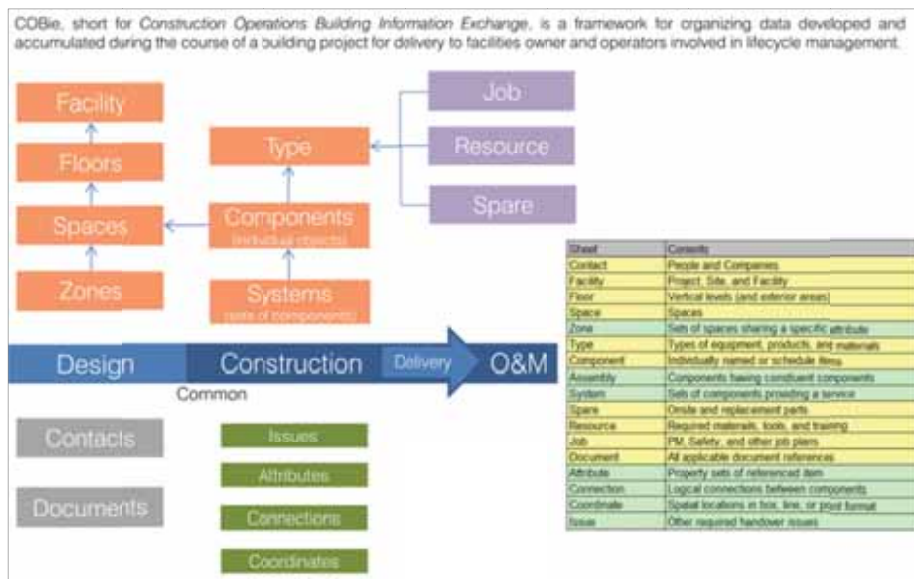 COBie, short for Construction Operations Building Information Exchange, is a framework for organizing data developed and
accumulated during the course of a building project for delivery to facilities owner and operators involved in lifecycle management.
Facility
Floors
Spaces
Zones
Type
Components
(individual objects)
Systems
(sets of components)
Job
Resource
Spare
Design
Construction
Delivery
O&M
Common
Contacts
Documents
Issues
Attributes
Connections
Coordinates
Sheet Contents
Contact People and Companies
Facility Project, Site, and Facility
Floor Vertical levels (and exterior areas)
Space Spaces
Zone Sets of spaces sharing a specific attribute
Type Types of equipment, products, and materials
Component Individually named or schedule items
Assembly Components having constituent components
System Sets of components providing a service
Spare Onsite and replacement parts
Resource Required materials, tools, and training
Job PM, Safety, and other job plans
Document All applicable document references
Attribute Property sets of referenced item
Connection Logical connections between components
Coordinate Spatial locations in box, line, or point format
Issue Other required handover issues